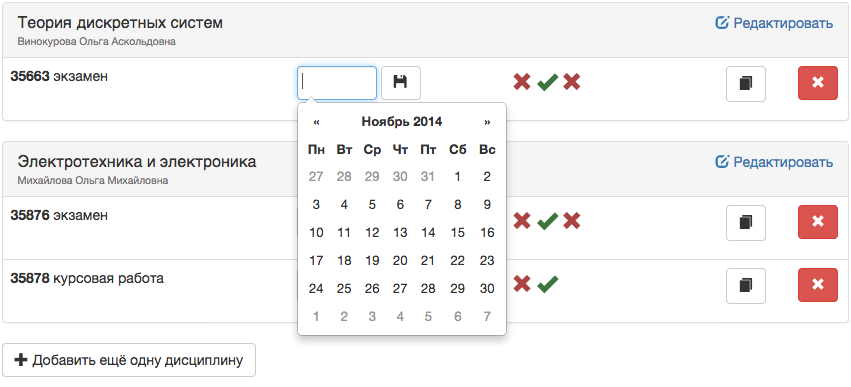 Теория дискретных систем
Редактировать
Винокурова Ольга Аскольдовна
35663 экзамен
« Ноябрь 2014 »
Пн Вт Ср Чт Пт Сб Вс
27 28 29 30 31 1 2
Электротехника и электроника
Редактировать
Михайлова Ольга Михайловна
3 4 5 6 7 8 9
35876 экзамен
10 11 12 13 14 15 16
17 18 19 20 21 22 23
35878 курсовая работа
24 25 26 27 28 29 30
1 2 3 4 5 6 7
Добавить ещё одну дисциплину